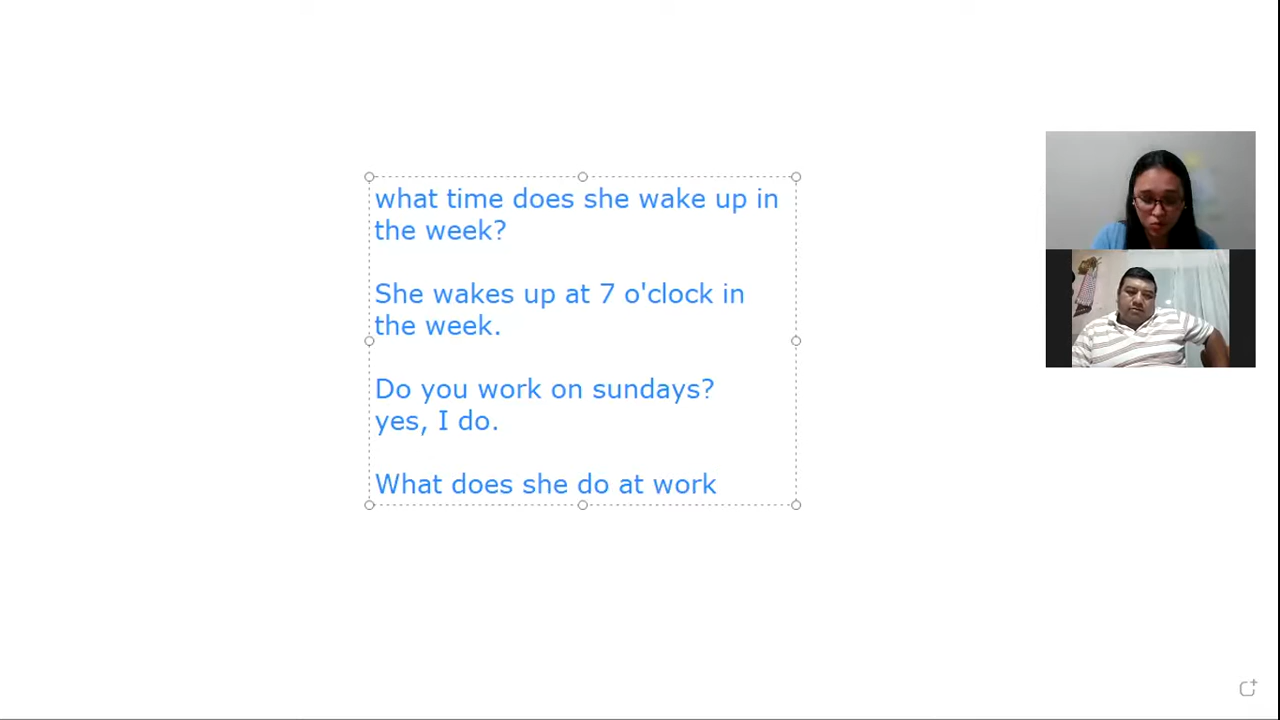 what time does she wake up in
the week?
She wakes up at 7 o'clock in
the week.
Do you work on sundays?
yes, I do.
What does she do at work